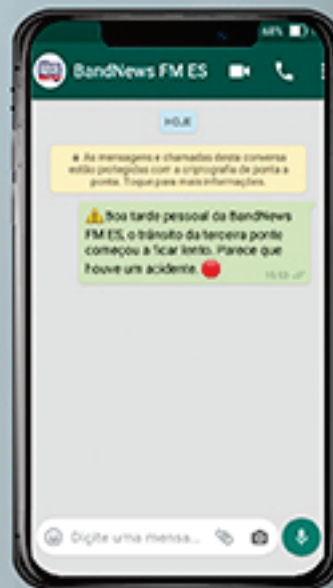 68%
BandNews FM ES
HOJE
As mensagens e chamadas desta conversa
estão protegidas com a criptografia de ponta a
ponta. Toque para mais informações.
Boa tarde pessoal da BandNews
FM ES, o trânsito da terceira ponte
começou a ficar lento. Parece que
houve um acidente.
Digite uma mensa...